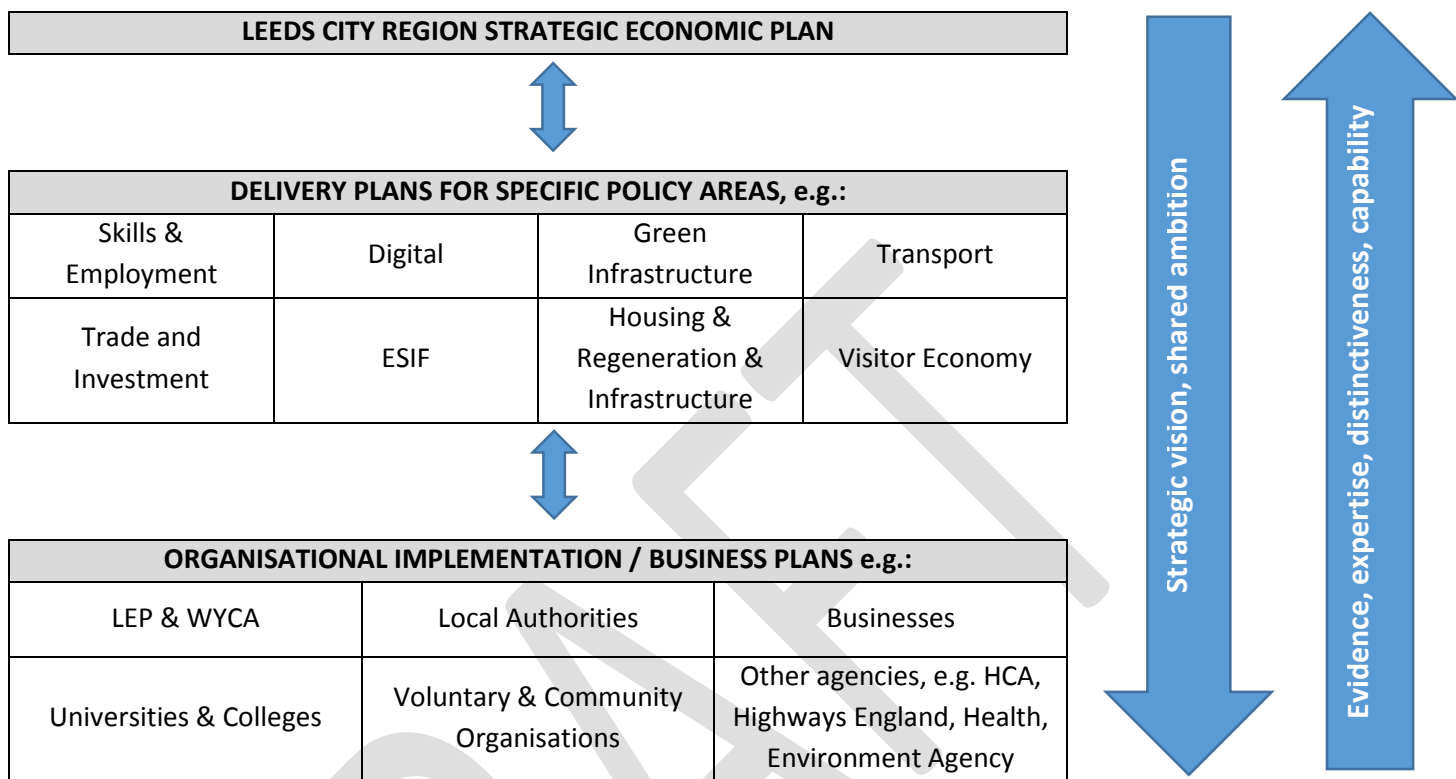 LEEDS CITY REGION STRATEGIC ECONOMIC PLAN
DELIVERY PLANS FOR SPECIFIC POLICY AREAS, e.g.:
Skills &
Employment
Digital
Green
Infrastructure
Transport
Trade and
Investment
ESIF
Housing &
Regeneration &
Infrastructure
Visitor Economy
ORGANISATIONAL IMPLEMENTATION / BUSINESS PLANS e.g.:
LEP & WYCA
Local Authorities
Businesses
Universities & Colleges
Voluntary & Community
Organisations
Other agencies, e.g. HCA,
Highways England, Health,
Environment Agency
Strategic vision, shared ambition
Evidence, expertise, distinctiveness, capability
DRAFT